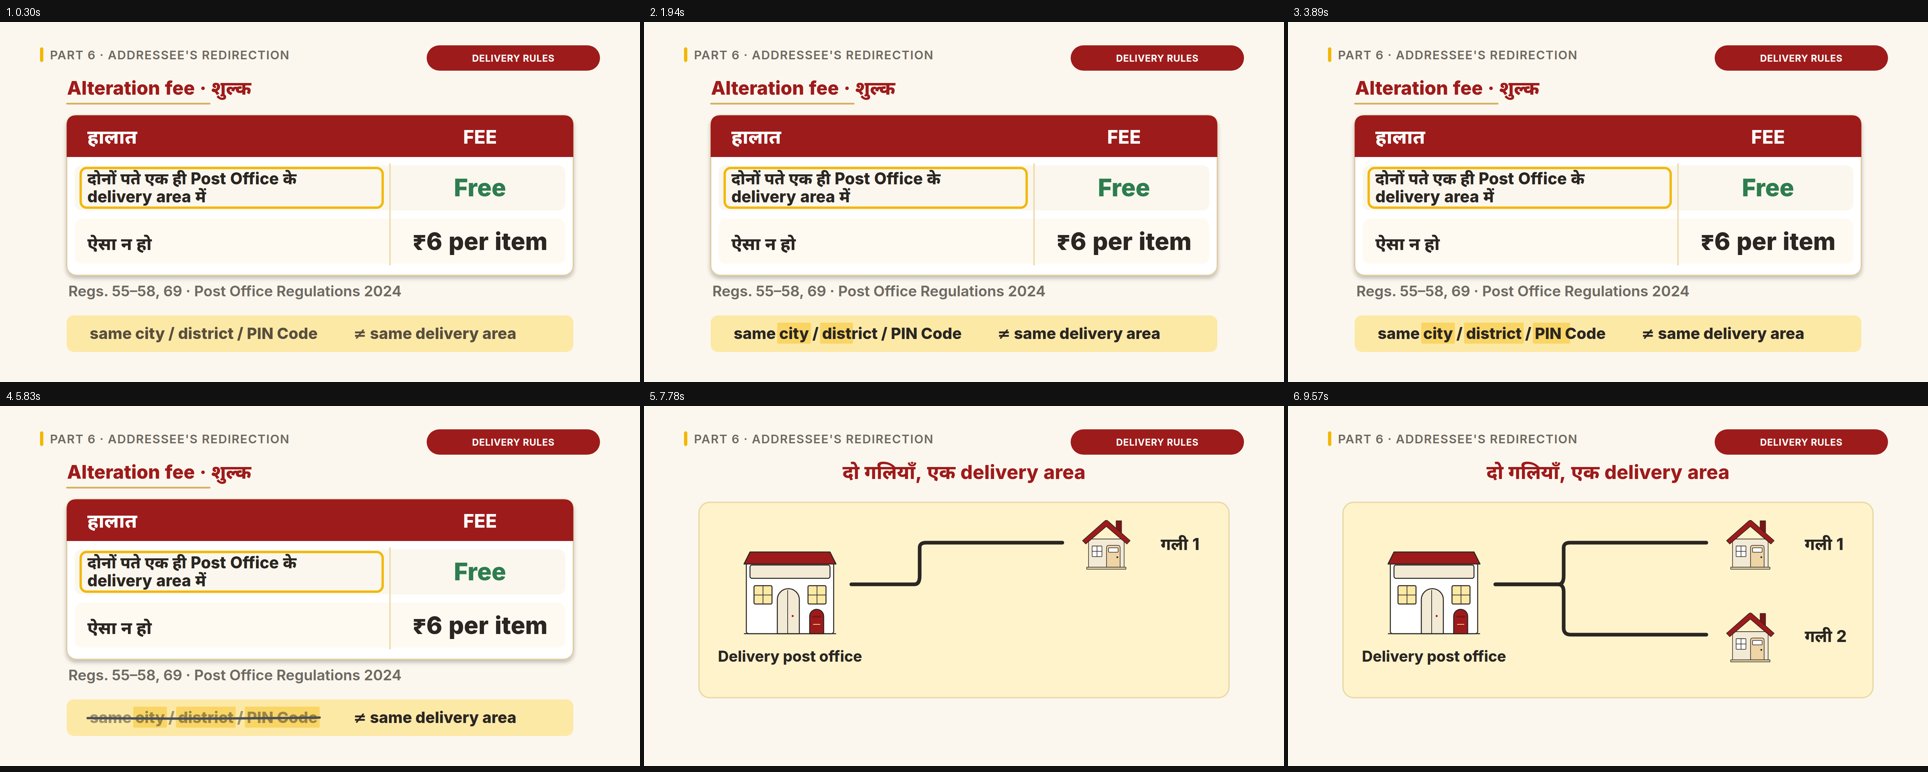 1. 0.30s
PART 6 · ADDRESSEE'S REDIRECTION
DELIVERY RULES
Alteration fee · शुल्क
हालात FEE
दोनों पते एक ही Post Office के
delivery area में
Free
ऐसा न हो ₹6 per item
Regs. 55–58, 69 · Post Office Regulations 2024
same city / district / PIN Code ≠ same delivery area
2. 1.94s
PART 6 · ADDRESSEE'S REDIRECTION
DELIVERY RULES
Alteration fee · शुल्क
हालात FEE
दोनों पते एक ही Post Office के
delivery area में
Free
ऐसा न हो ₹6 per item
Regs. 55–58, 69 · Post Office Regulations 2024
same city / district / PIN Code ≠ same delivery area
3. 3.89s
PART 6 · ADDRESSEE'S REDIRECTION
DELIVERY RULES
Alteration fee · शुल्क
हालात FEE
दोनों पते एक ही Post Office के
delivery area में
Free
ऐसा न हो ₹6 per item
Regs. 55–58, 69 · Post Office Regulations 2024
same city / district / PIN Code ≠ same delivery area
4. 5.83s
PART 6 · ADDRESSEE'S REDIRECTION
DELIVERY RULES
Alteration fee · शुल्क
हालात FEE
दोनों पते एक ही Post Office के
delivery area में
Free
ऐसा न हो ₹6 per item
Regs. 55–58, 69 · Post Office Regulations 2024
same city / district / PIN Code ≠ same delivery area
5. 7.78s
PART 6 · ADDRESSEE'S REDIRECTION
DELIVERY RULES
दो गलियाँ, एक delivery area
गली 1
Delivery post office
6. 9.57s
PART 6 · ADDRESSEE'S REDIRECTION
DELIVERY RULES
दो गलियाँ, एक delivery area
गली 1
गली 2
Delivery post office